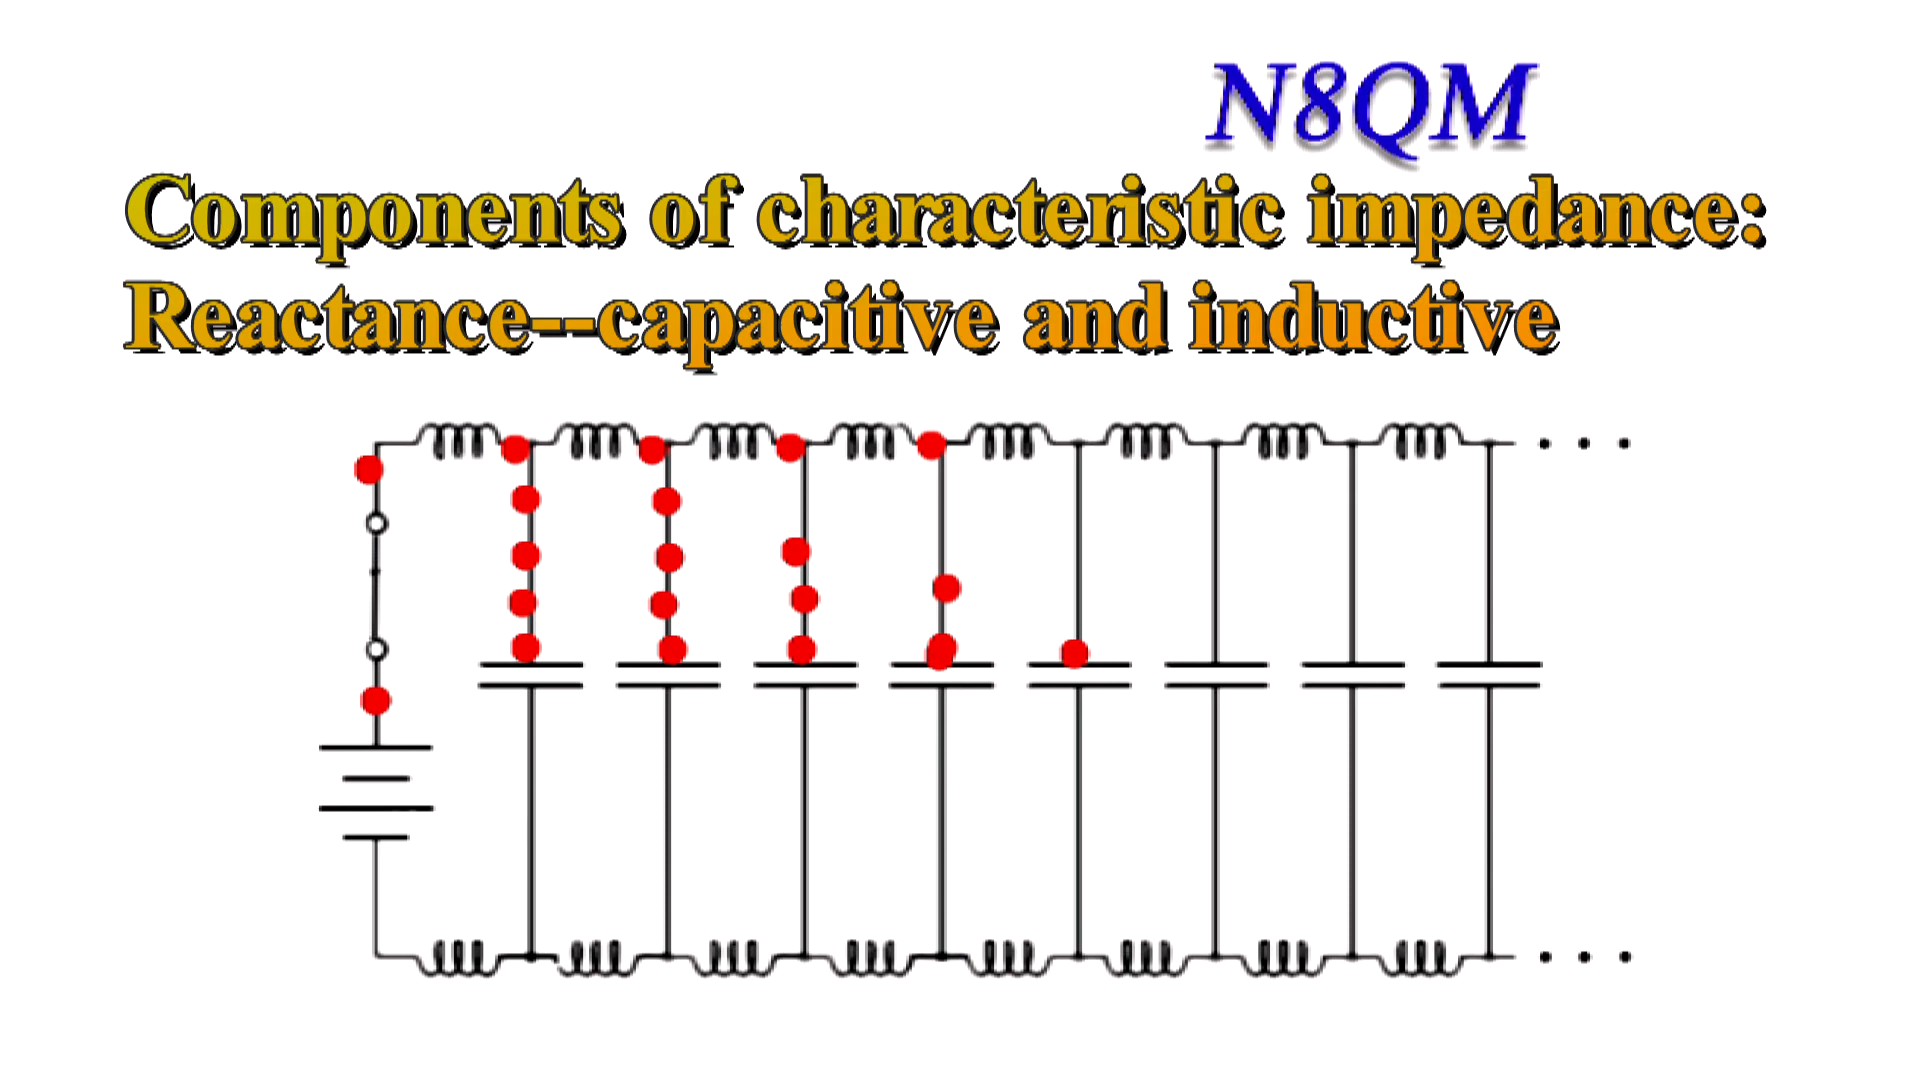 N8QM
Components of characteristic impedance:
Reactance--capacitive and inductive